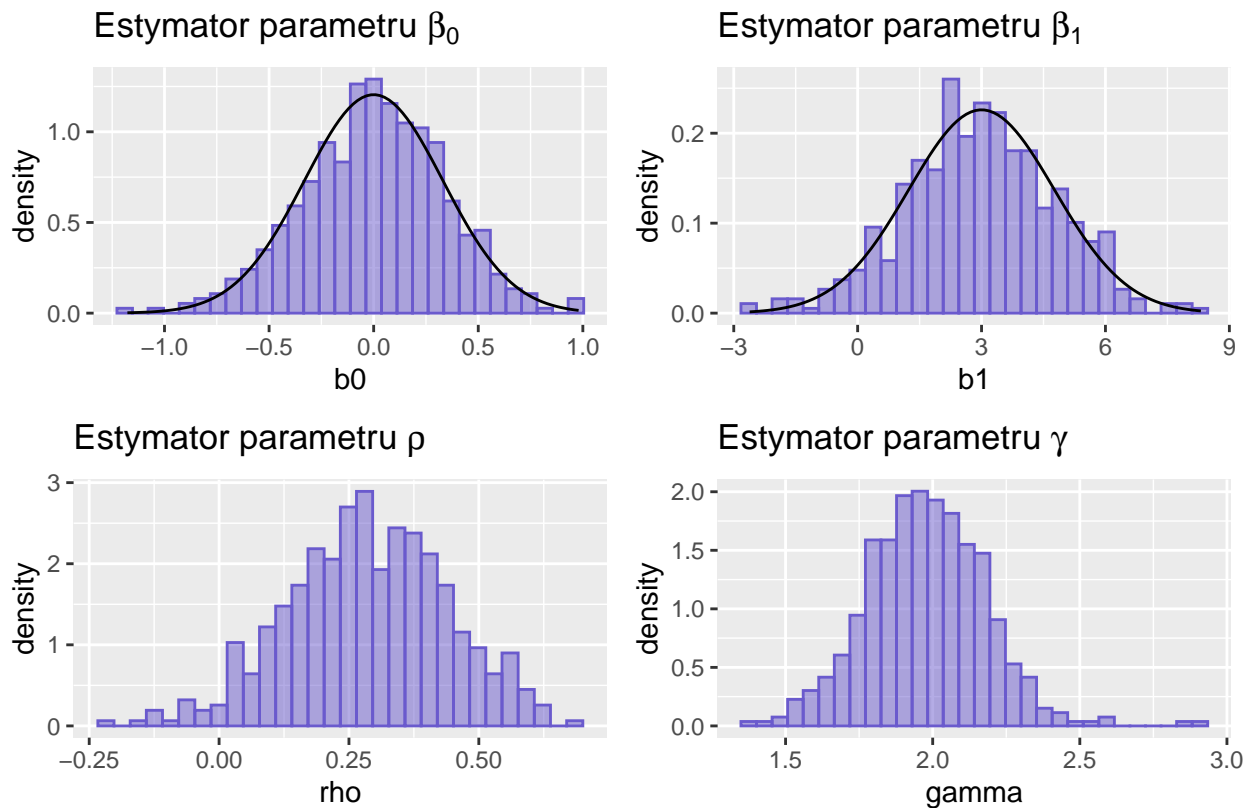 Estymator parametru β₀
density
0.0
0.5
1.0
−1.0
−0.5
0.0
0.5
1.0
b0
Estymator parametru β₁
density
0.0
0.1
0.2
−3
0
3
6
9
b1
Estymator parametru ρ
density
0
1
2
3
−0.25
0.00
0.25
0.50
rho
Estymator parametru γ
density
0.0
0.5
1.0
1.5
2.0
1.5
2.0
2.5
3.0
gamma